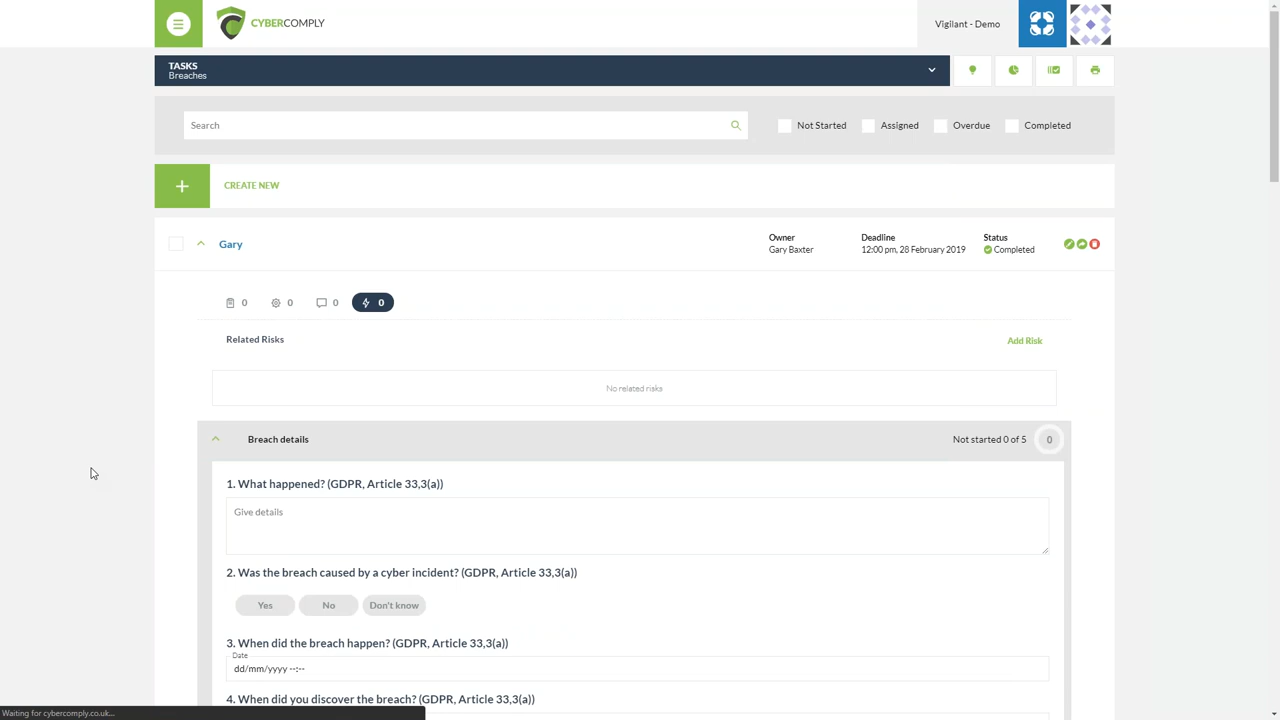 CYBERCOMPLY
Vigilant - Demo
TASKS
Breaches
Search
Not Started
Assigned
Overdue
Completed
+ CREATE NEW
Gary
Owner
Gary Baxter
Deadline
12:00 pm, 28 February 2019
Status
Completed
0
0
0
0
Related Risks
Add Risk
No related risks
Breach details
Not started 0 of 5
0
1. What happened? (GDPR, Article 33,3(a))
Give details
2. Was the breach caused by a cyber incident? (GDPR, Article 33,3(a))
Yes
No
Don't know
3. When did the breach happen? (GDPR, Article 33,3(a))
Date
dd/mm/yyyy --:--
4. When did you discover the breach? (GDPR, Article 33,3(a))
Waiting for cybercomply.co.uk...